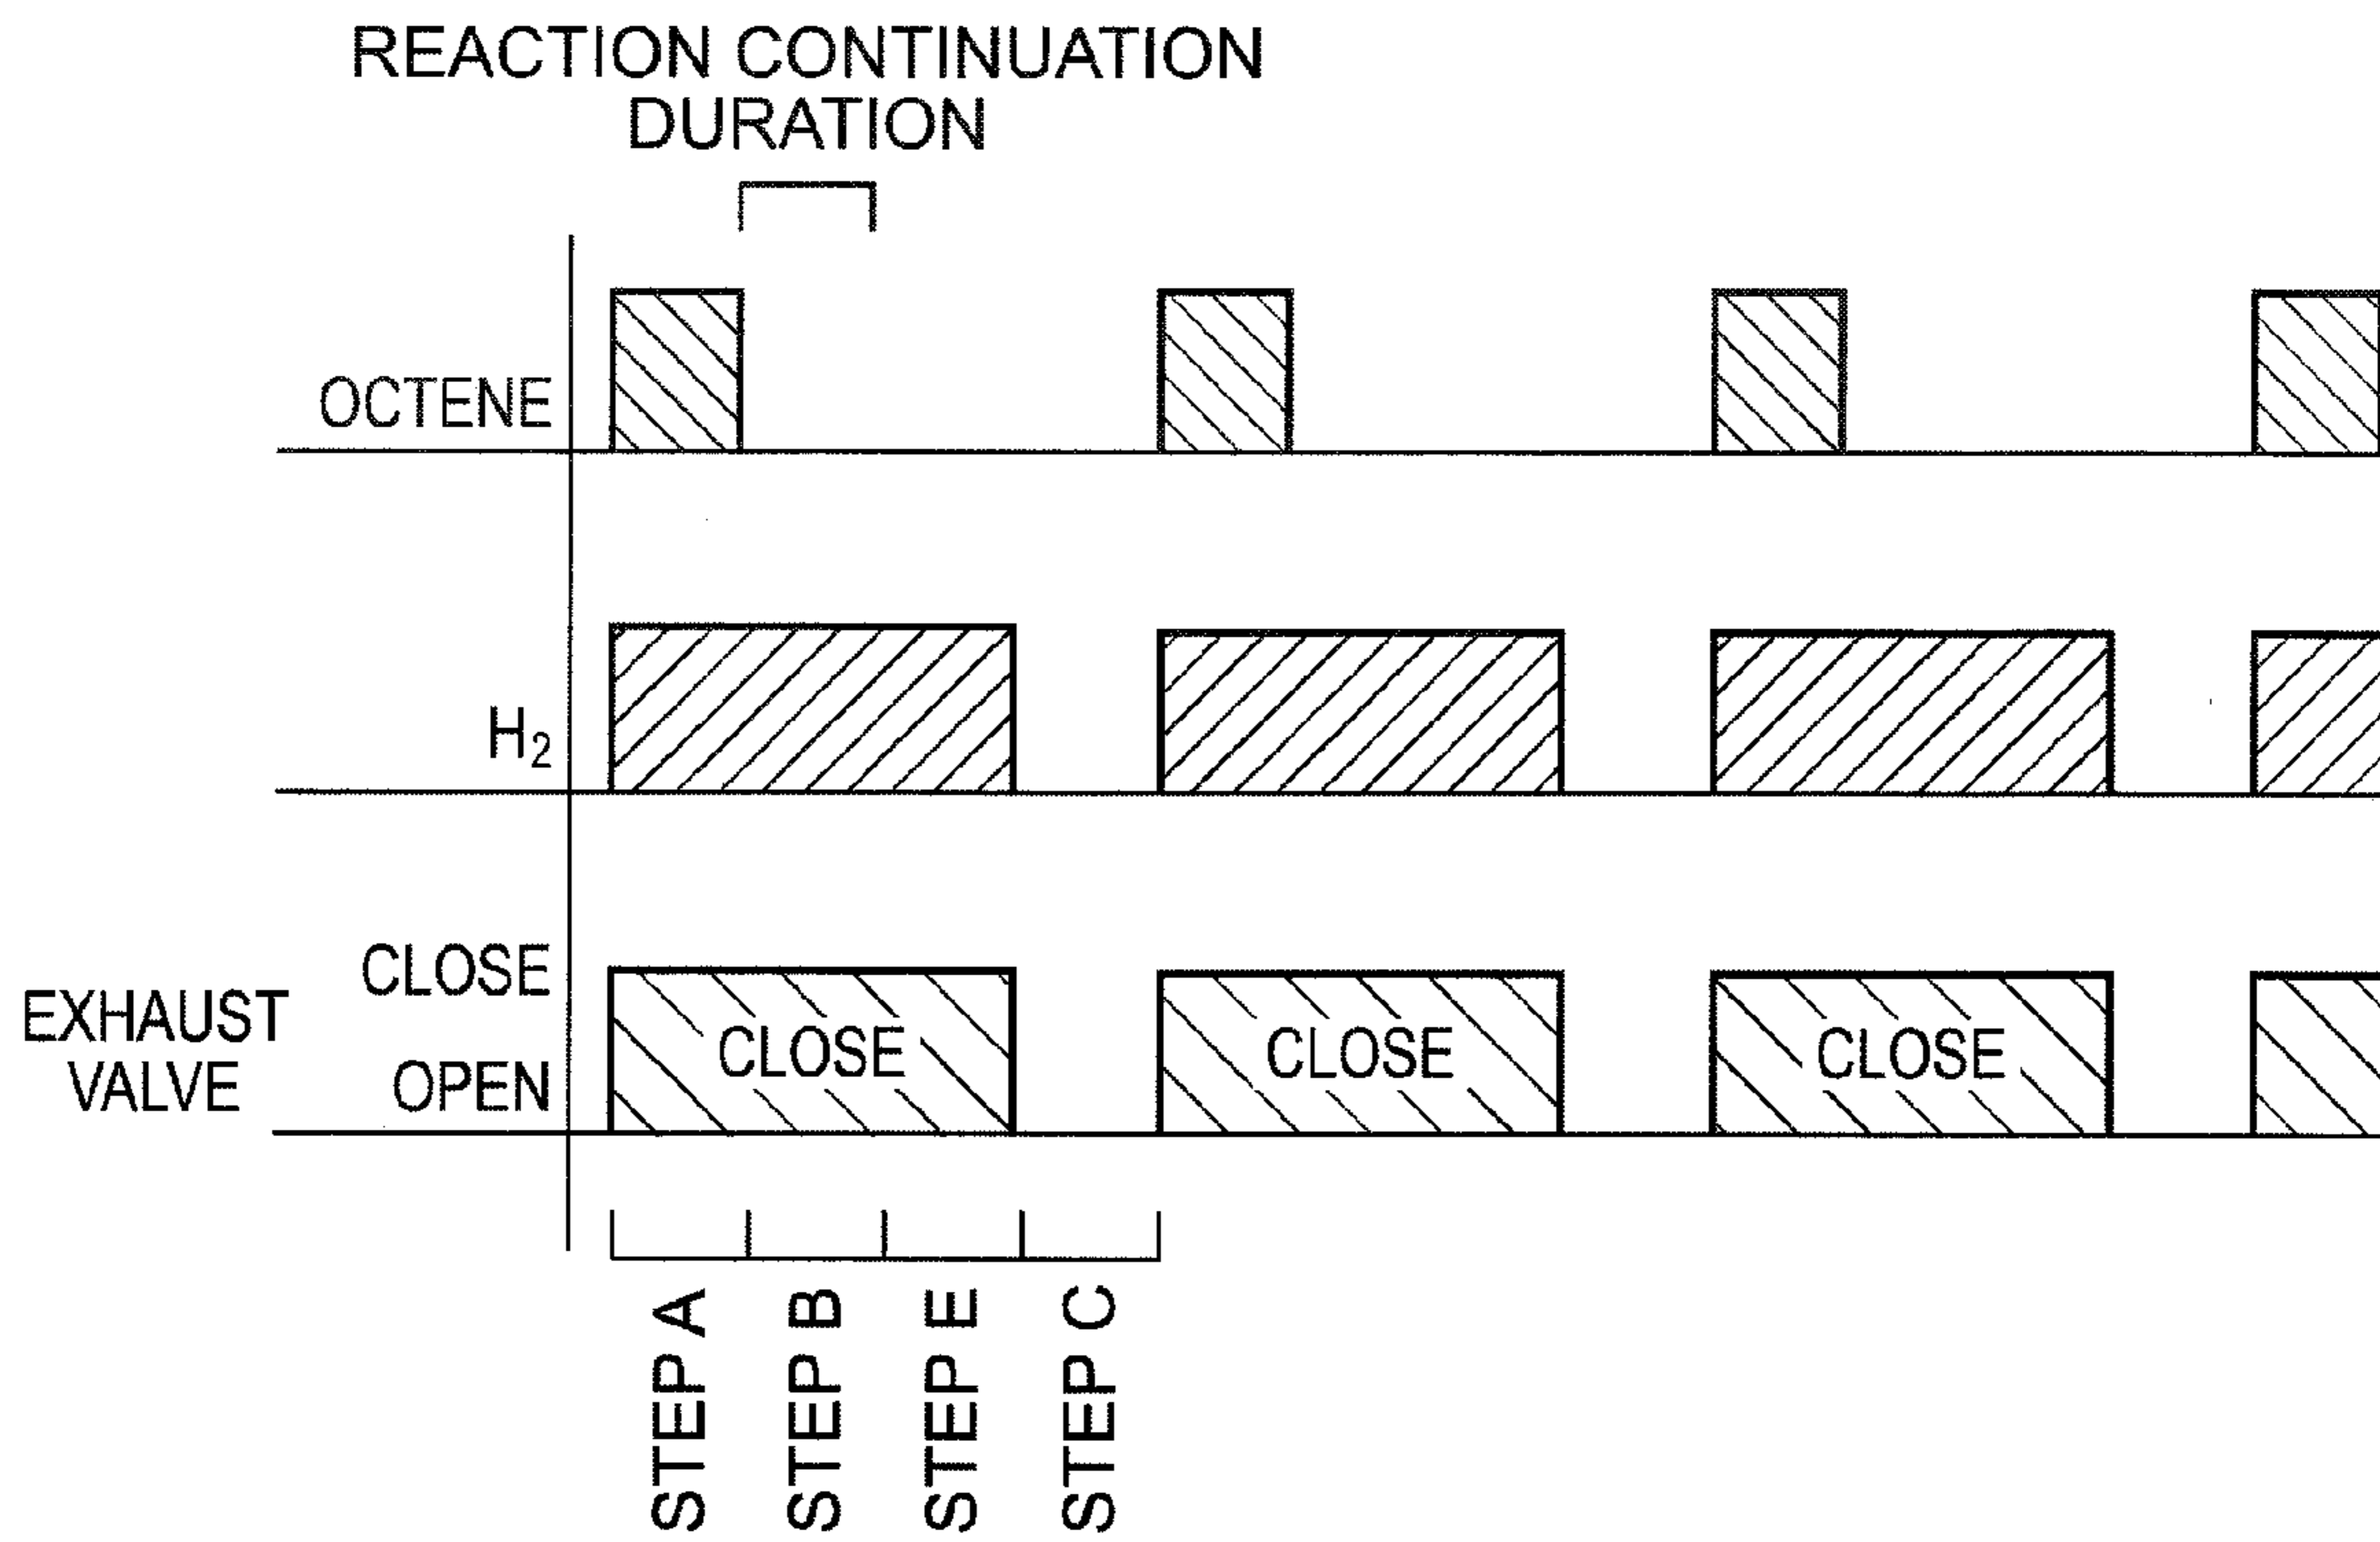 REACTION CONTINUATION
DURATION
OCTENE
H₂
EXHAUST
VALVE
CLOSE
OPEN
CLOSE
CLOSE
CLOSE
STEP A
STEP B
STEP E
STEP C